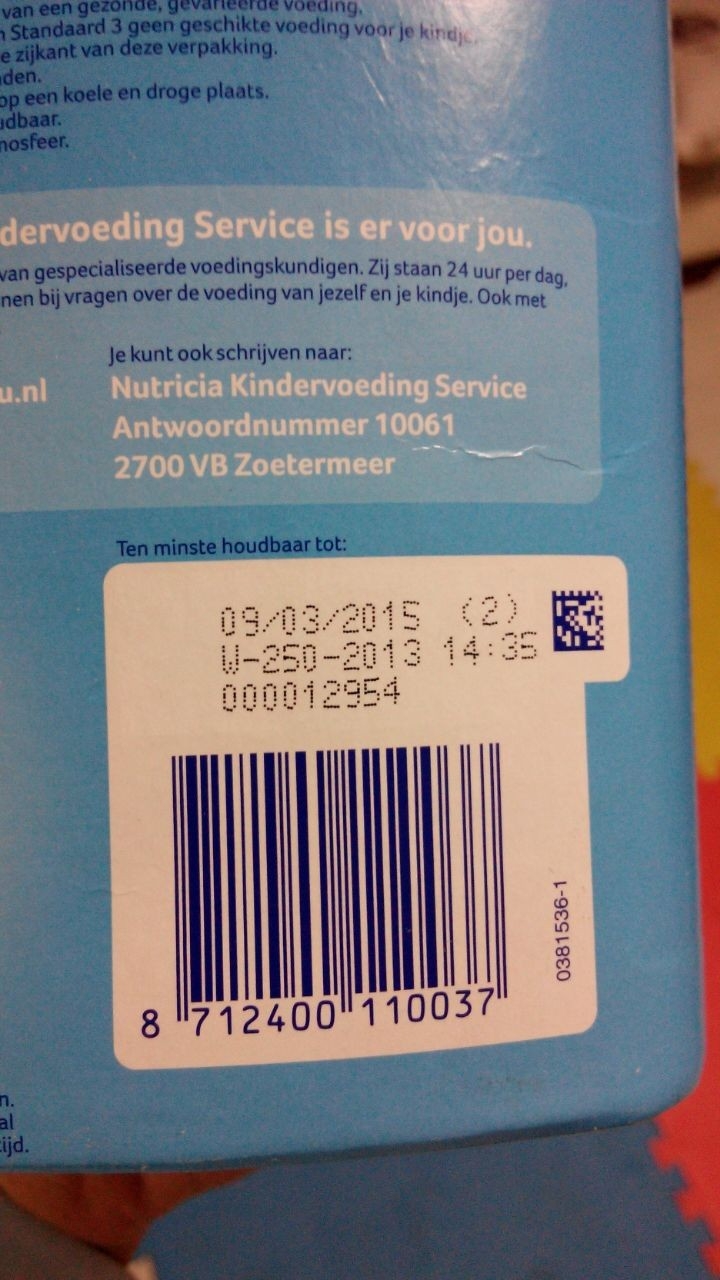 van een gezonde, gevarieerde voeding.
n Standaard 3 geen geschikte voeding voor je kindje.
e zijkant van deze verpakking.
den.
op een koele en droge plaats.
udbaar.
nosfeer.
dervoeding Service is er voor jou.
van gespecialiseerde voedingskundigen. Zij staan 24 uur per dag,
nen bij vragen over de voeding van jezelf en je kindje. Ook met
Je kunt ook schrijven naar:
u.nl
Nutricia Kindervoeding Service
Antwoordnummer 10061
2700 VB Zoetermeer
Ten minste houdbaar tot:
09/03/2015 (2)
W-250-2013 14:35
000012954
0381536-1
8 712400 110037
n.
al
ijd.